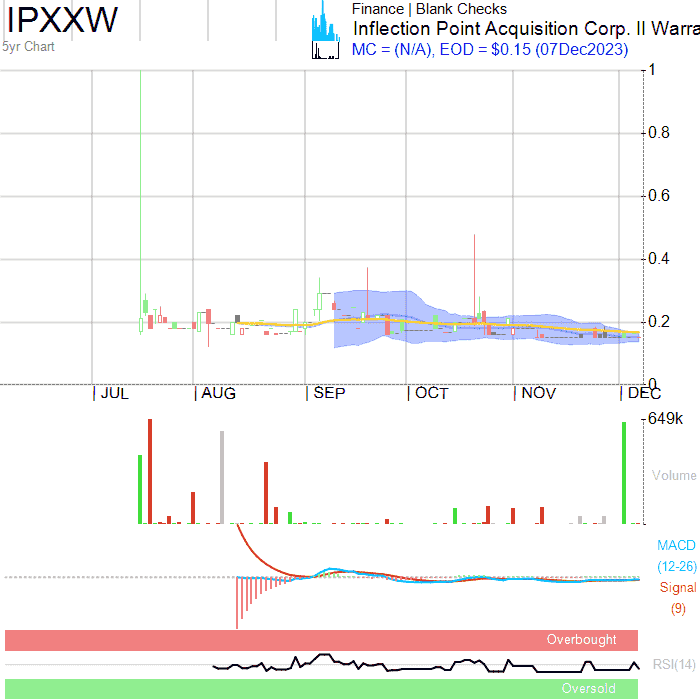 IPXXW
5yr Chart
Finance | Blank Checks
Inflection Point Acquisition Corp. II Warra
MC = (N/A), EOD = $0.15 (07Dec2023)
1
0.8
0.6
0.4
0.2
0
JUL AUG SEP OCT NOV DEC
649k
Volume
MACD
(12-26)
Signal
(9)
Overbought
RSI(14)
Oversold